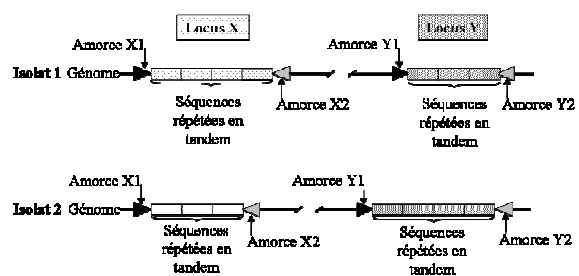 Locus X
Locus Y
Amorce X1
Amorce Y1
Isolat 1 Génome
Séquences
répétées en
tandem
Amorce X2
Séquences
répétées en
tandem
Amorce Y2
Amorce X1
Amorce Y1
Isolat 2 Génome
Séquences
répétées en
tandem
Amorce X2
Séquences
répétées en
tandem
Amorce Y2